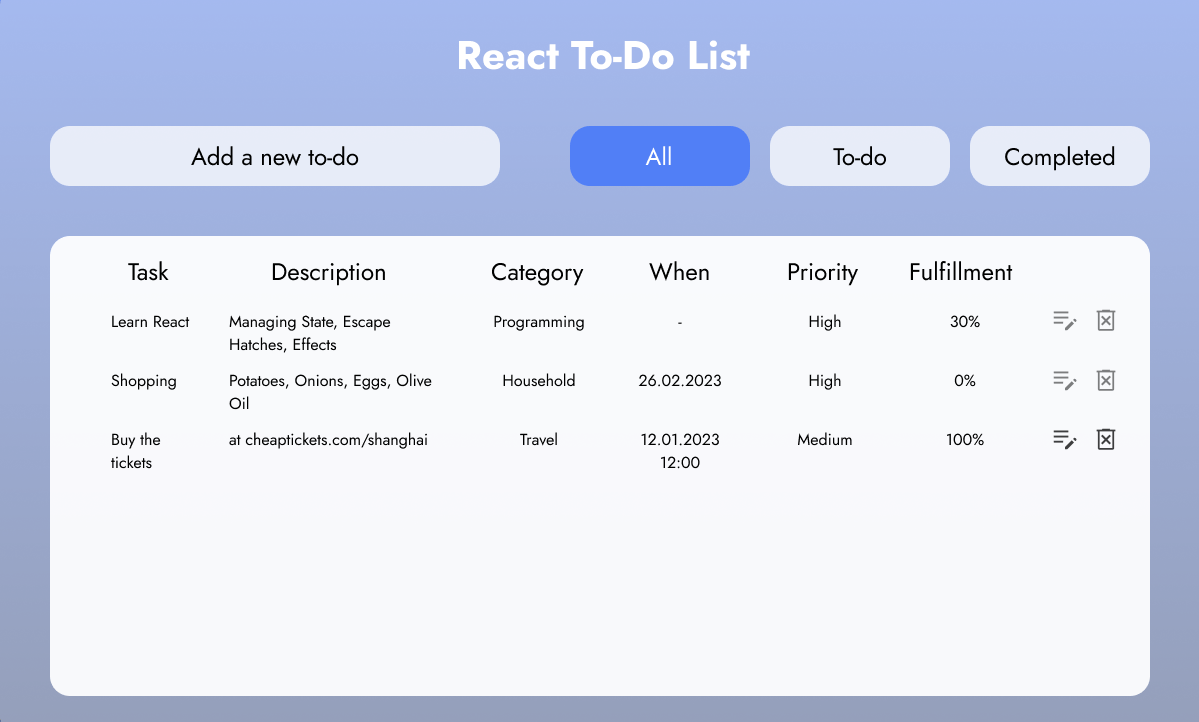 React To-Do List
Add a new to-do
All
To-do
Completed
Task Description Category When Priority Fulfillment
Learn React Managing State, Escape Programming - High 30%
Hatches, Effects
Shopping Potatoes, Onions, Eggs, Olive Household 26.02.2023 High 0%
Oil
Buy the at cheaptickets.com/shanghai Travel 12.01.2023 Medium 100%
tickets 12:00